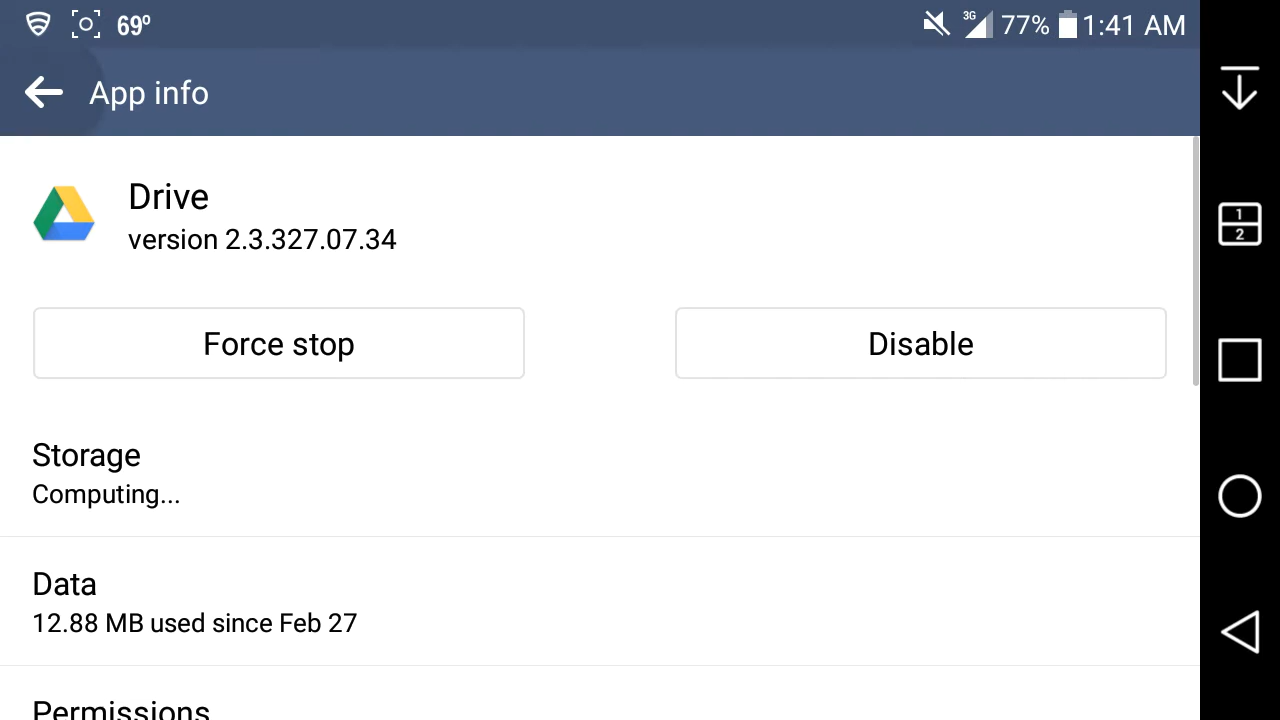 69° 3G 77% 1:41 AM
App info
Drive
version 2.3.327.07.34
Force stop Disable
Storage
Computing...
Data
12.88 MB used since Feb 27
Permissions
1
2